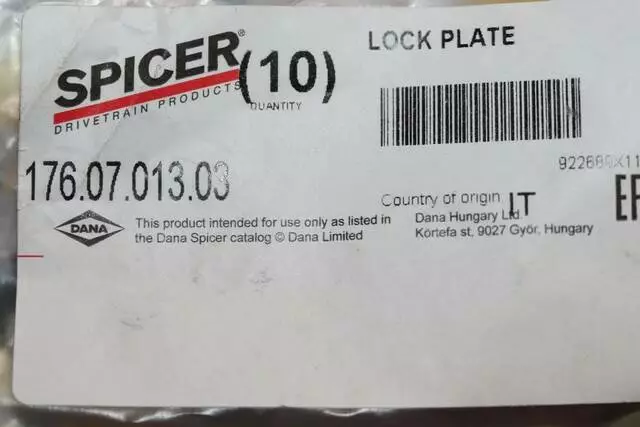 SPICER®
DRIVETRAIN PRODUCTS
(10)
QUANTITY
LOCK PLATE
176.07.013.03
Country of origin IT
DANA
This product intended for use only as listed in
the Dana Spicer catalog © Dana Limited
Dana Hungary Ltd.
Körtefa st, 9027 Győr, Hungary